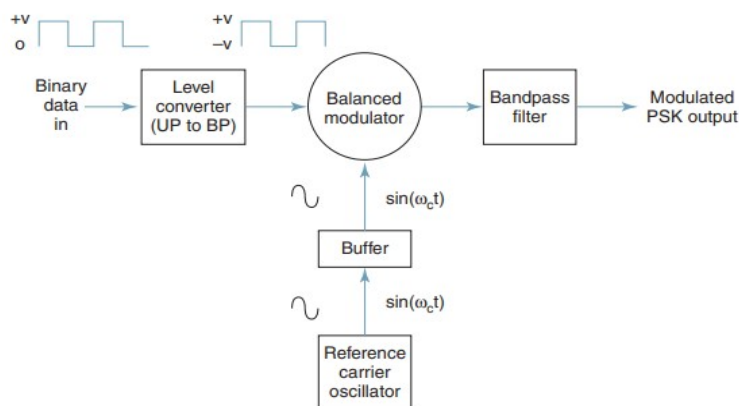 +v
o
+v
–v
Binary
data
in
Level
converter
(UP to BP)
Balanced
modulator
Bandpass
filter
Modulated
PSK output
sin(ωct)
Buffer
sin(ωct)
Reference
carrier
oscillator